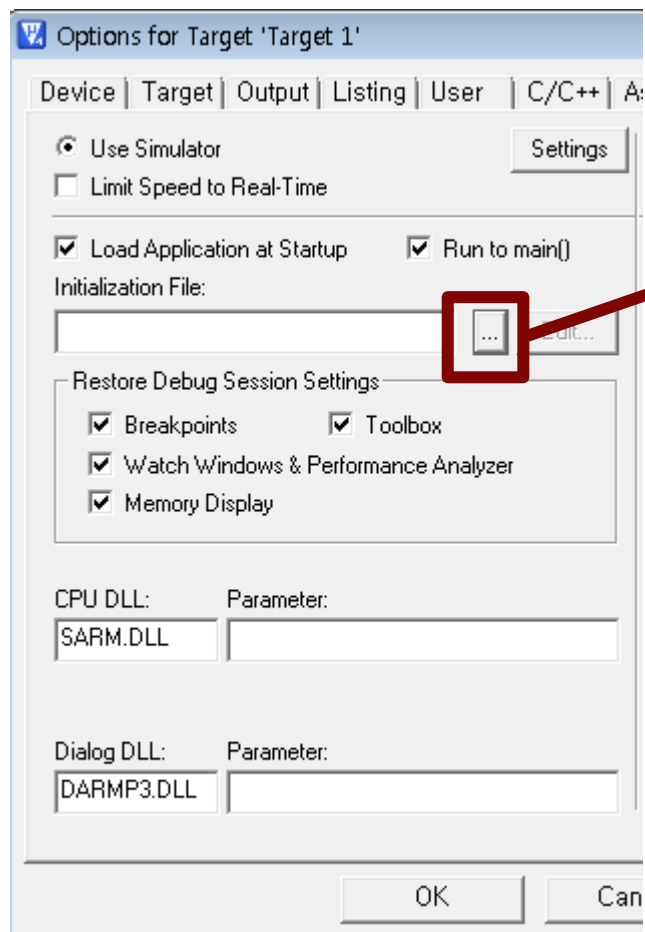 Options for Target 'Target 1'
Device Target Output Listing User C/C++
Use Simulator Settings
Limit Speed to Real-Time
Load Application at Startup Run to main()
Initialization File:
... Edit...
Restore Debug Session Settings
Breakpoints Toolbox
Watch Windows & Performance Analyzer
Memory Display
CPU DLL: Parameter:
SARM.DLL
Dialog DLL: Parameter:
DARMP3.DLL
OK Can